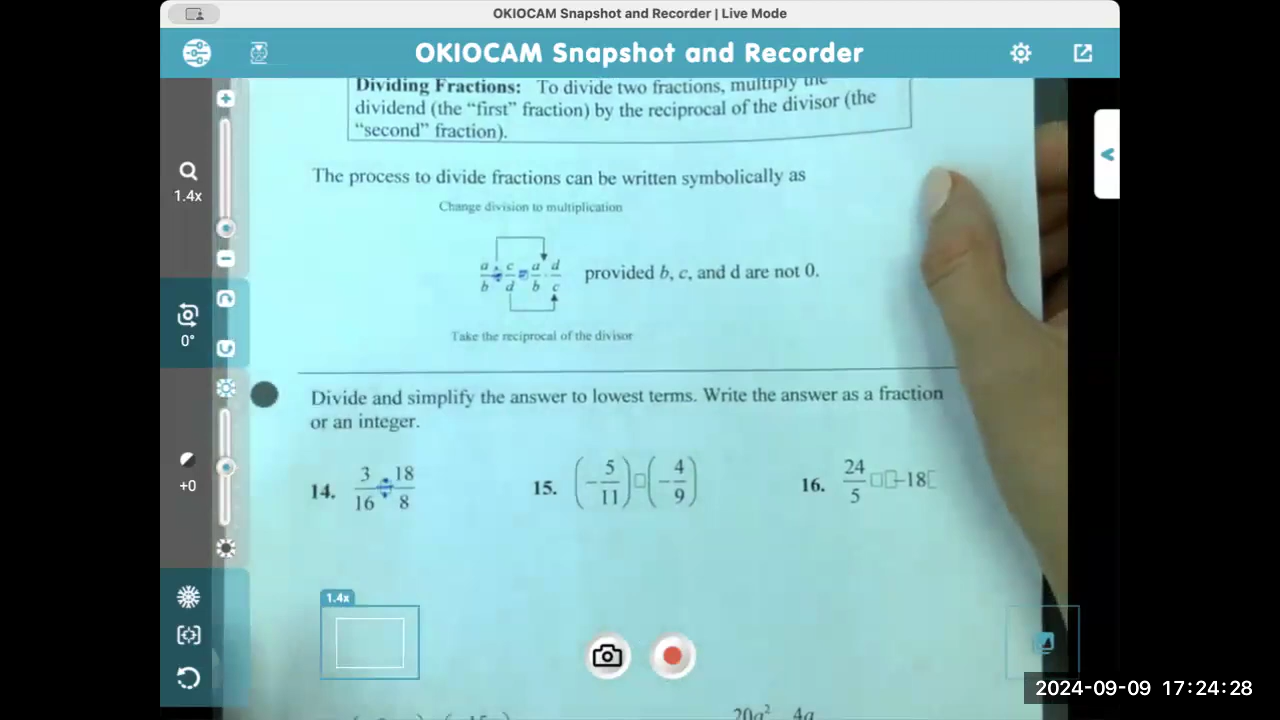 OKIOCAM Snapshot and Recorder | Live Mode
OKIOCAM Snapshot and Recorder
1.4x
0°
+0
Dividing Fractions: To divide two fractions, multiply the
dividend (the “first” fraction) by the reciprocal of the divisor (the
“second” fraction).
The process to divide fractions can be written symbolically as
Change division to multiplication
a/b ÷ c/d = a/b · d/c provided b, c, and d are not 0.
Take the reciprocal of the divisor
Divide and simplify the answer to lowest terms. Write the answer as a fraction
or an integer.
14. 3/16 ÷ 18/8
15. (-5/11) □ (-4/9)
16. 24/5 □□-18□
1.4x
20a² 4a
2024-09-09 17:24:28